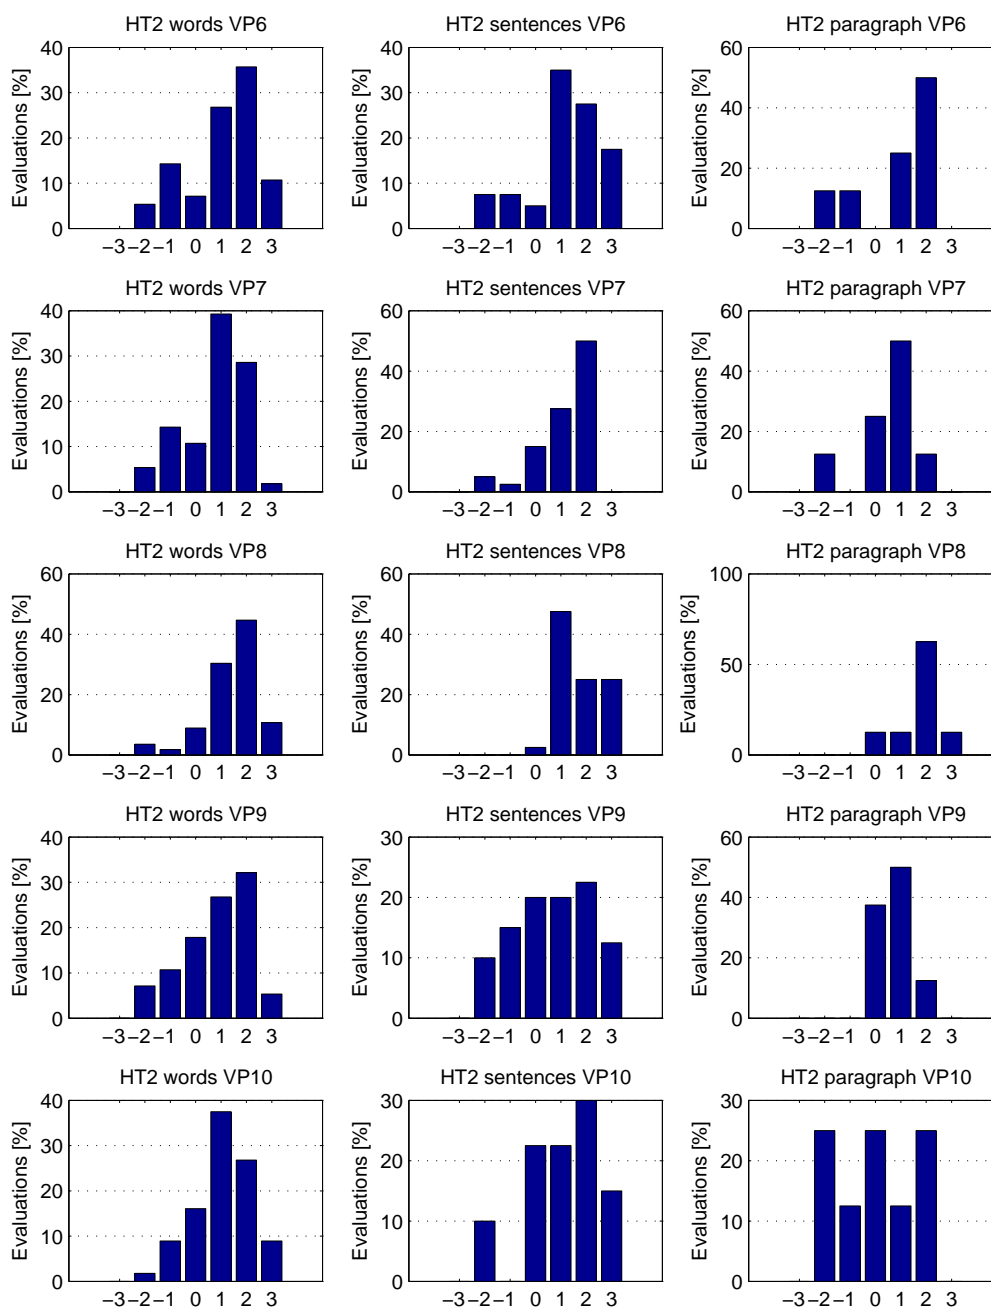 HT2 words VP6
Evaluations [%]
40
30
20
10
0
−3 −2 −1 0 1 2 3
HT2 sentences VP6
Evaluations [%]
40
30
20
10
0
−3 −2 −1 0 1 2 3
HT2 paragraph VP6
Evaluations [%]
60
40
20
0
−3 −2 −1 0 1 2 3
HT2 words VP7
Evaluations [%]
40
30
20
10
0
−3 −2 −1 0 1 2 3
HT2 sentences VP7
Evaluations [%]
60
40
20
0
−3 −2 −1 0 1 2 3
HT2 paragraph VP7
Evaluations [%]
60
40
20
0
−3 −2 −1 0 1 2 3
HT2 words VP8
Evaluations [%]
60
40
20
0
−3 −2 −1 0 1 2 3
HT2 sentences VP8
Evaluations [%]
60
40
20
0
−3 −2 −1 0 1 2 3
HT2 paragraph VP8
Evaluations [%]
100
50
0
−3 −2 −1 0 1 2 3
HT2 words VP9
Evaluations [%]
40
30
20
10
0
−3 −2 −1 0 1 2 3
HT2 sentences VP9
Evaluations [%]
30
20
10
0
−3 −2 −1 0 1 2 3
HT2 paragraph VP9
Evaluations [%]
60
40
20
0
−3 −2 −1 0 1 2 3
HT2 words VP10
Evaluations [%]
40
30
20
10
0
−3 −2 −1 0 1 2 3
HT2 sentences VP10
Evaluations [%]
30
20
10
0
−3 −2 −1 0 1 2 3
HT2 paragraph VP10
Evaluations [%]
30
20
10
0
−3 −2 −1 0 1 2 3